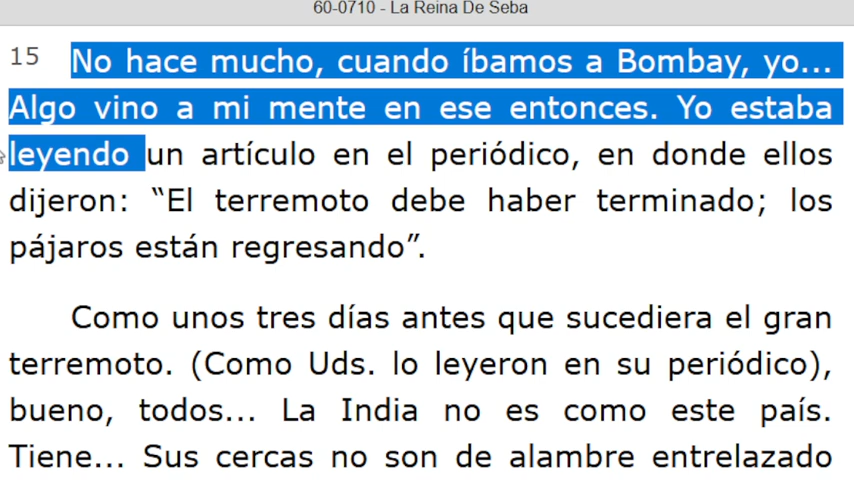 60-0710 - La Reina De Seba
15 No hace mucho, cuando íbamos a Bombay, yo...
Algo vino a mi mente en ese entonces. Yo estaba
leyendo un artículo en el periódico, en donde ellos
dijeron: “El terremoto debe haber terminado; los
pájaros están regresando”.
Como unos tres días antes que sucediera el gran
terremoto. (Como Uds. lo leyeron en su periódico),
bueno, todos... La India no es como este país.
Tiene... Sus cercas no son de alambre entrelazado